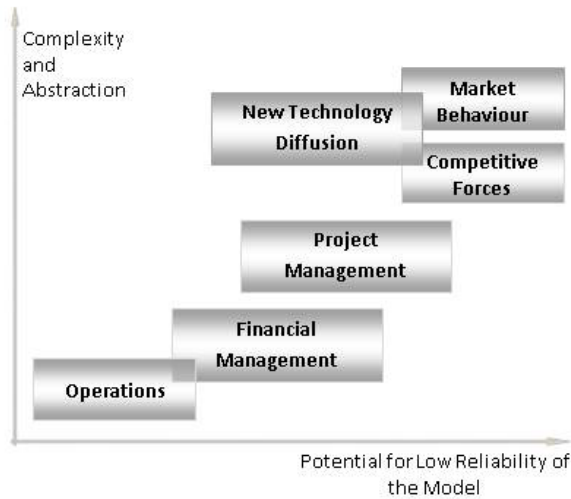 Complexity
and
Abstraction
Market
Behaviour
New Technology
Diffusion
Competitive
Forces
Project
Management
Financial
Management
Operations
Potential for Low Reliability of
the Model